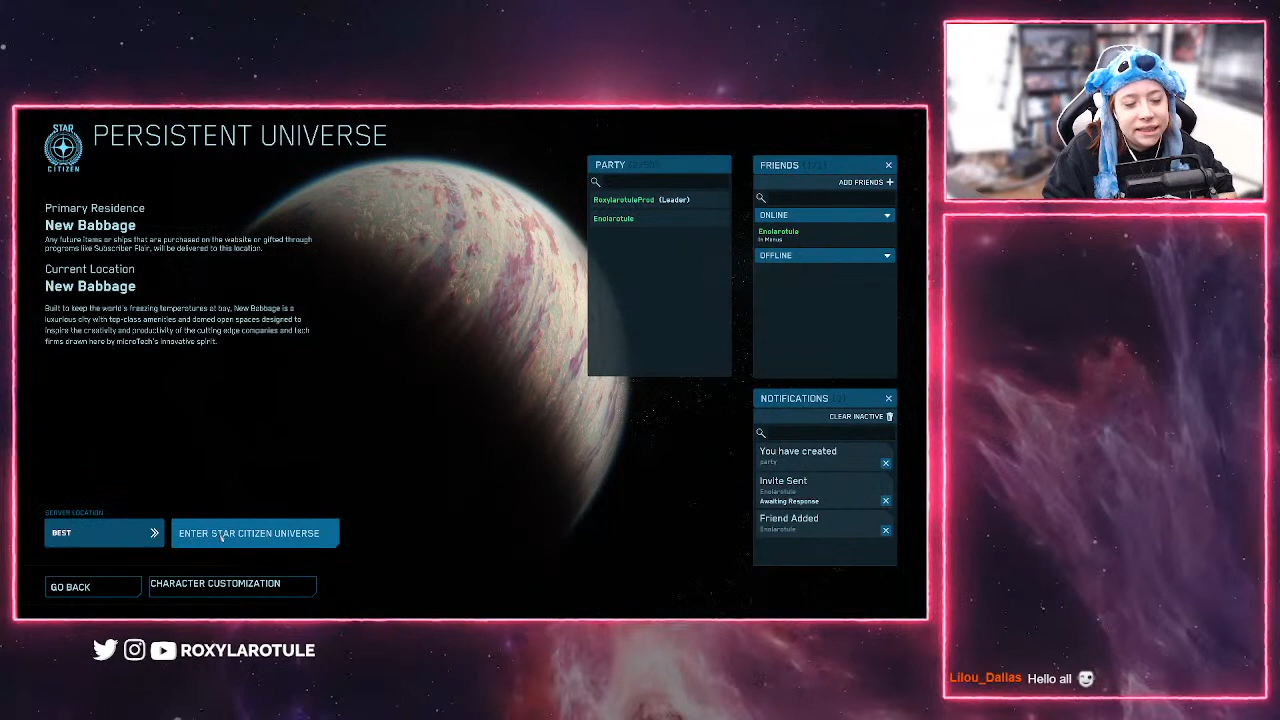 STAR
CITIZEN
PERSISTENT UNIVERSE
Primary Residence
New Babbage
Any future items or ships that are purchased on the website or gifted through
programs like Subscriber Flair, will be delivered to this location.
Current Location
New Babbage
Built to keep the world's freezing temperatures at bay, New Babbage is a
luxurious city with top-class amenities and domed open spaces designed to
inspire the creativity and productivity of the cutting edge companies and tech
firms drawn here by microTech's innovative spirit.
SERVER LOCATION
BEST
ENTER STAR CITIZEN UNIVERSE
GO BACK
CHARACTER CUSTOMIZATION
PARTY
RoxylarotuleProd (Leader)
Enolarotule
FRIENDS (1/1)
ADD FRIENDS +
ONLINE
Enolarotule
In Menus
OFFLINE
NOTIFICATIONS
CLEAR INACTIVE
You have created
party
Invite Sent
Enolarotule
Awaiting Response
Friend Added
Enolarotule
ROXYLAROTULE
Lilou_Dallas Hello all